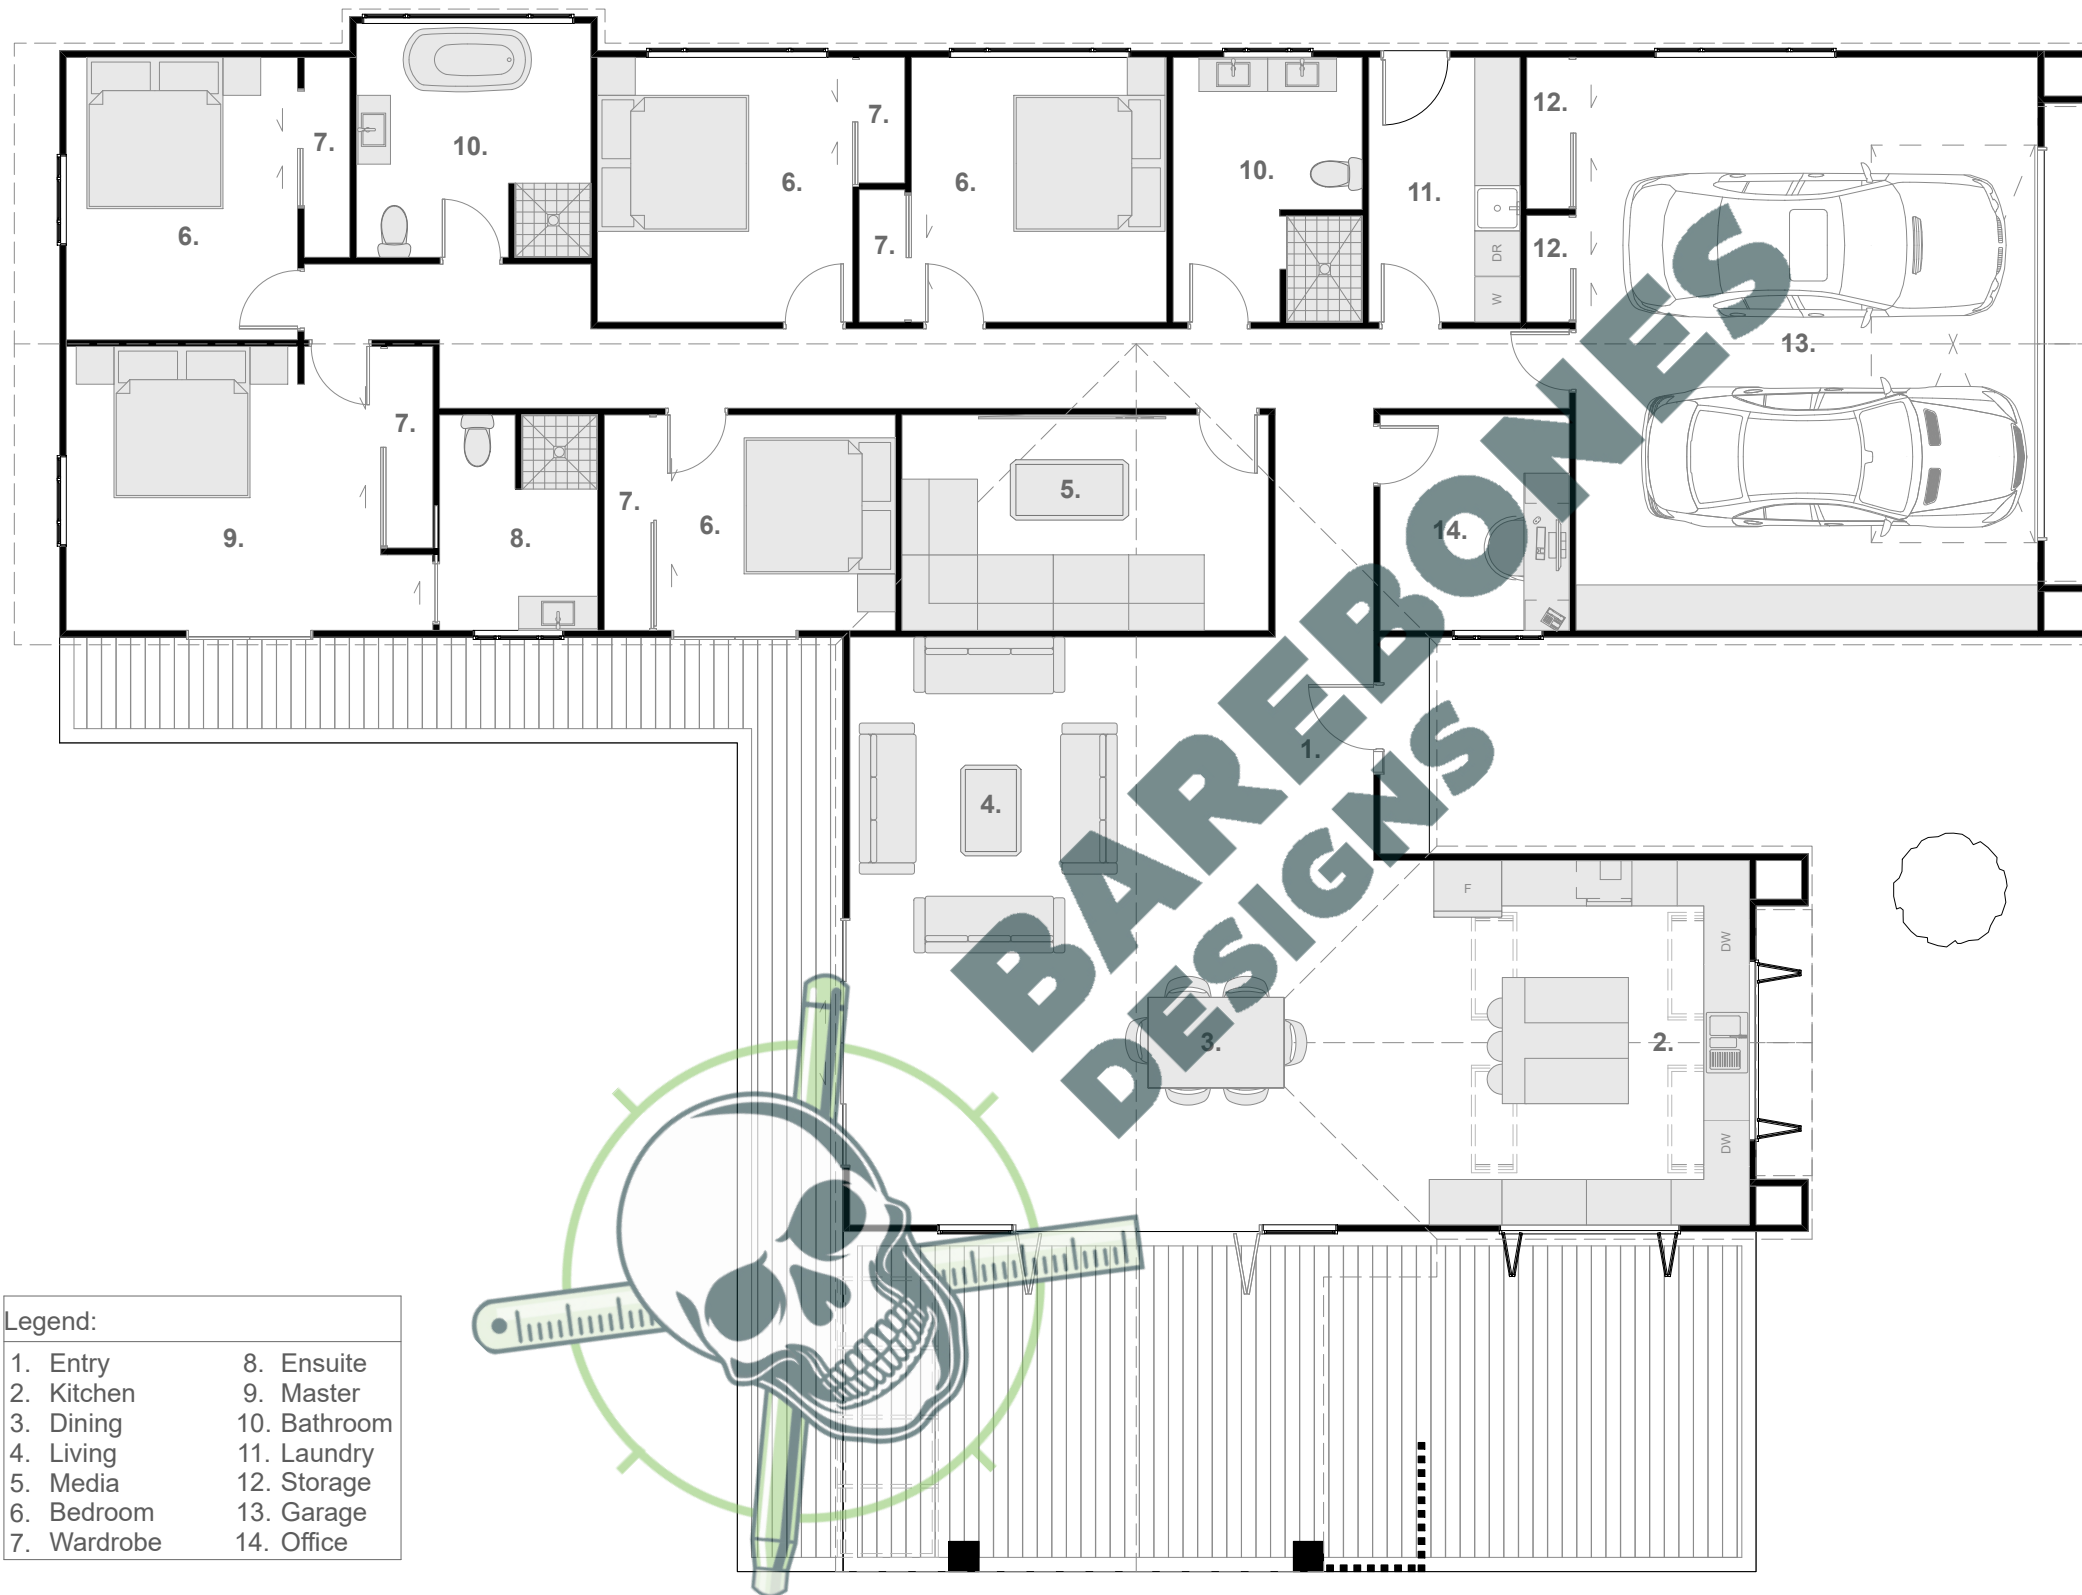 7.
10.
6.
7.
6.
7.
6.
10.
11.
DR
W
12.
12.
13.
6.
9.
7.
8.
7.
6.
5.
14.
1.
4.
3.
2.
F
DW
DW
BAREBONES
DESIGNS
Legend:
1. Entry
2. Kitchen
3. Dining
4. Living
5. Media
6. Bedroom
7. Wardrobe
8. Ensuite
9. Master
10. Bathroom
11. Laundry
12. Storage
13. Garage
14. Office